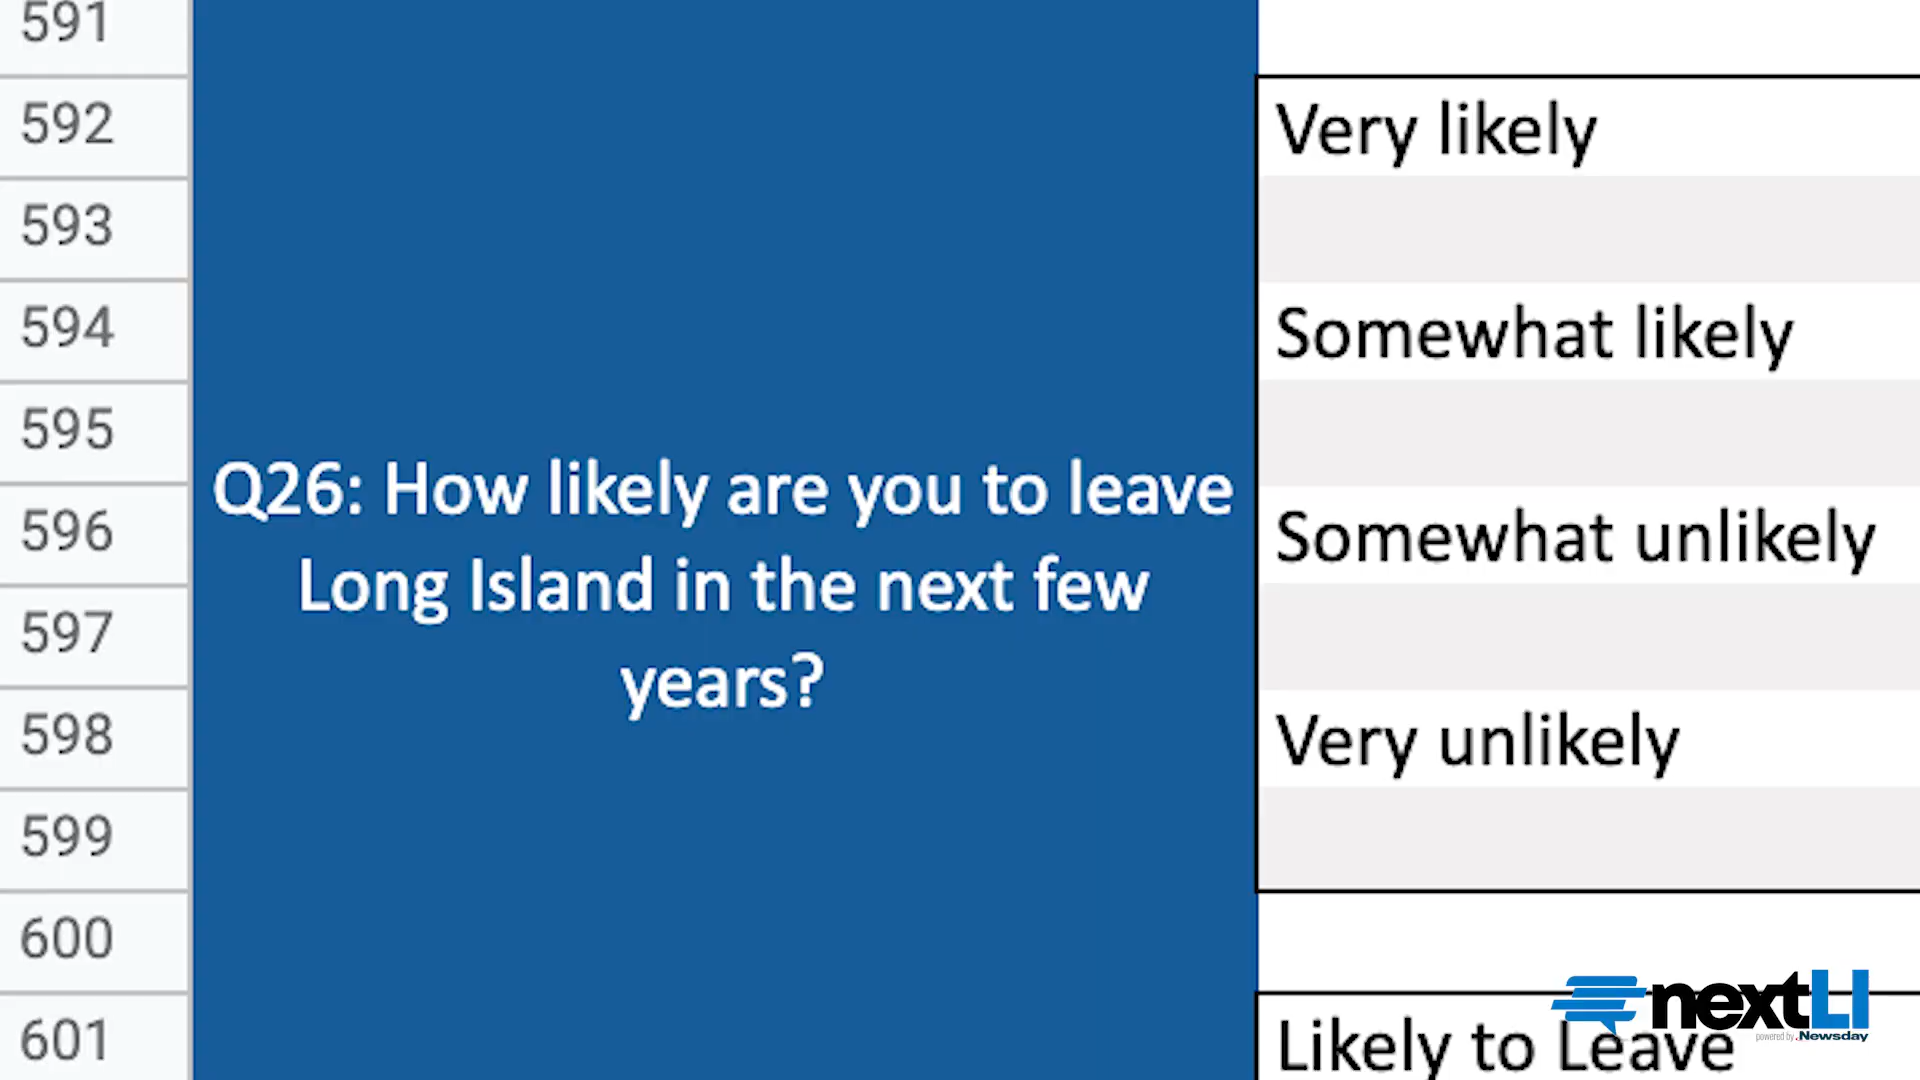 591
592
Very likely
593
594
Somewhat likely
595
Q26: How likely are you to leave
Long Island in the next few
years?
596
Somewhat unlikely
597
598
Very unlikely
599
600
601
Likely to Leave
nextLI
powered by Newsday